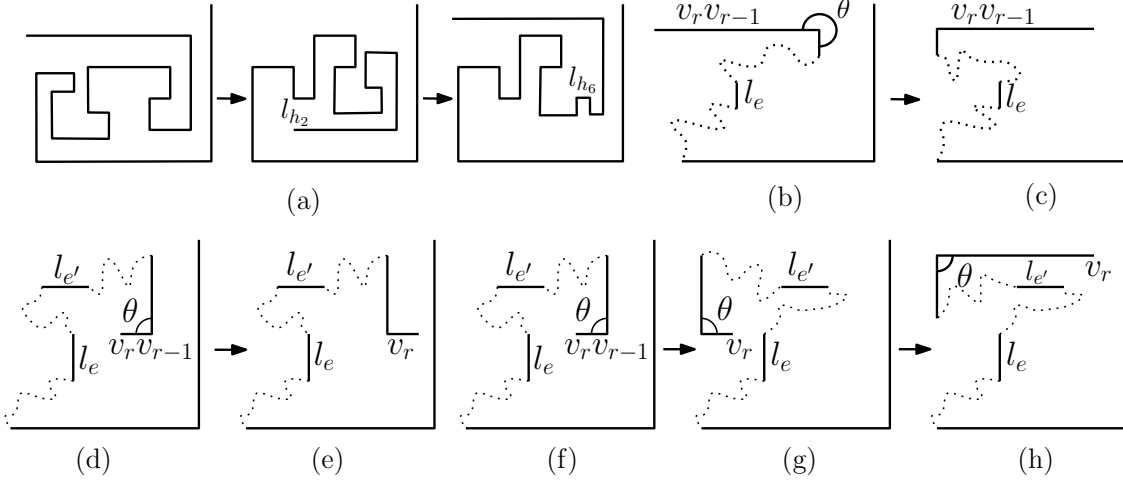 v_r v_{r-1} θ v_r v_{r-1}
l_{h_2} l_{h_6} l_e l_e
(a) (b) (c)
l_{e'} l_{e'} l_{e'} l_{e'} l_{e'} v_r
θ θ θ θ
l_e v_r v_{r-1} l_e v_r l_e v_r v_{r-1} v_r l_e l_e
(d) (e) (f) (g) (h)